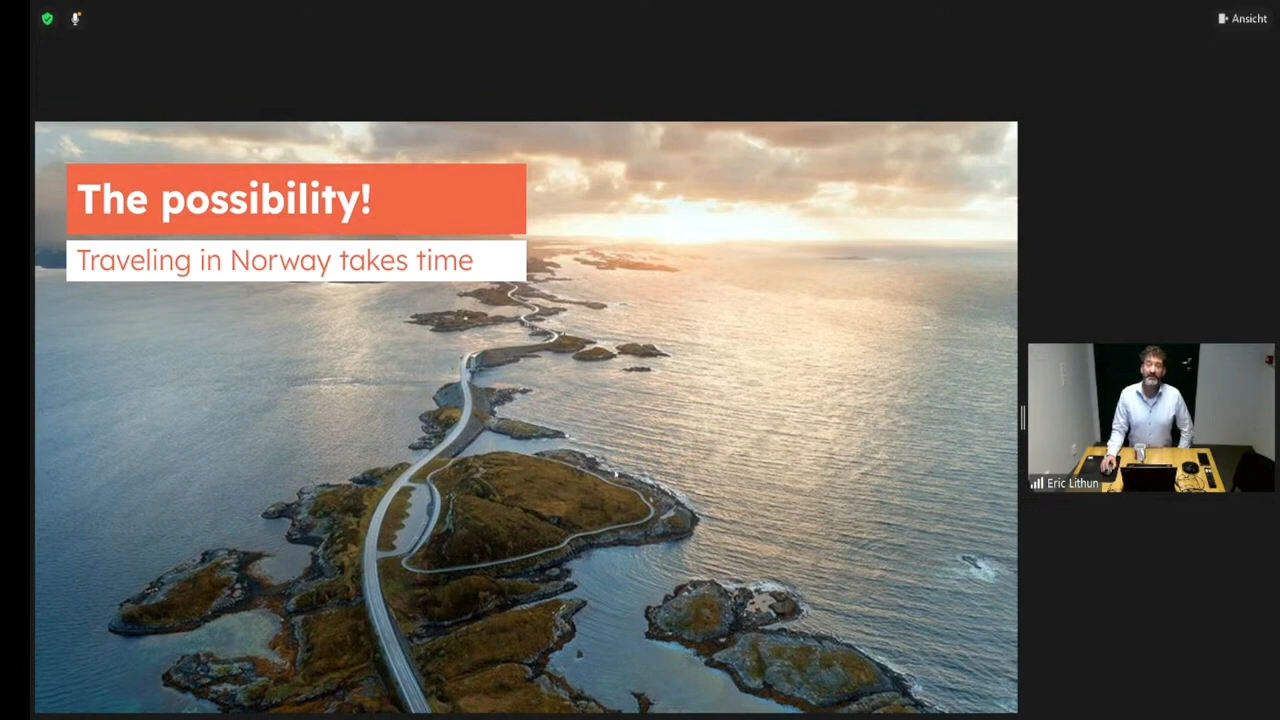 Ansicht
The possibility!
Traveling in Norway takes time
Eric Lithun